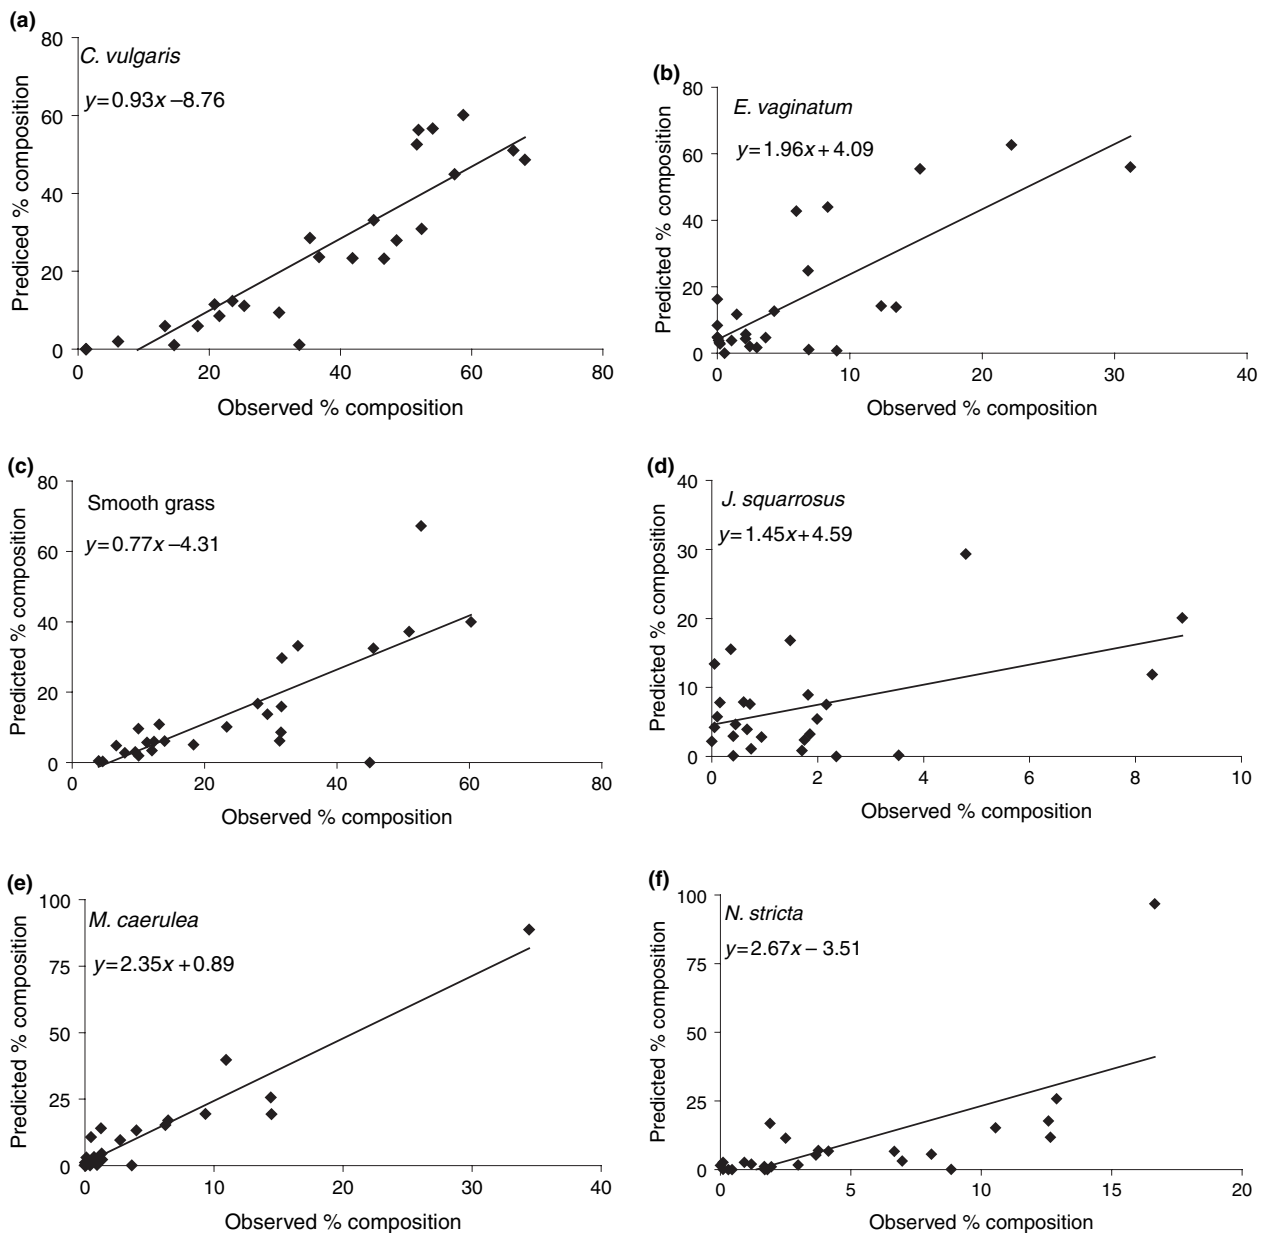 (a)
80
60
40
20
0
0 20 40 60 80
C. vulgaris
y=0.93x−8.76
Prediced % composition
Observed % composition
(b)
80
60
40
20
0
0 10 20 30 40
E. vaginatum
y=1.96x+4.09
Predicted % composition
Observed % composition
(c)
80
60
40
20
0
0 20 40 60 80
Smooth grass
y=0.77x−4.31
Predicted % composition
Observed % composition
(d)
40
30
20
10
0
0 2 4 6 8 10
J. squarrosus
y=1.45x+4.59
Predicted % composition
Observed % composition
(e)
100
75
50
25
0
0 10 20 30 40
M. caerulea
y=2.35x+0.89
Predicted % composition
Observed % composition
(f)
100
75
50
25
0
0 5 10 15 20
N. stricta
y=2.67x−3.51
Predicted % composition
Observed % composition